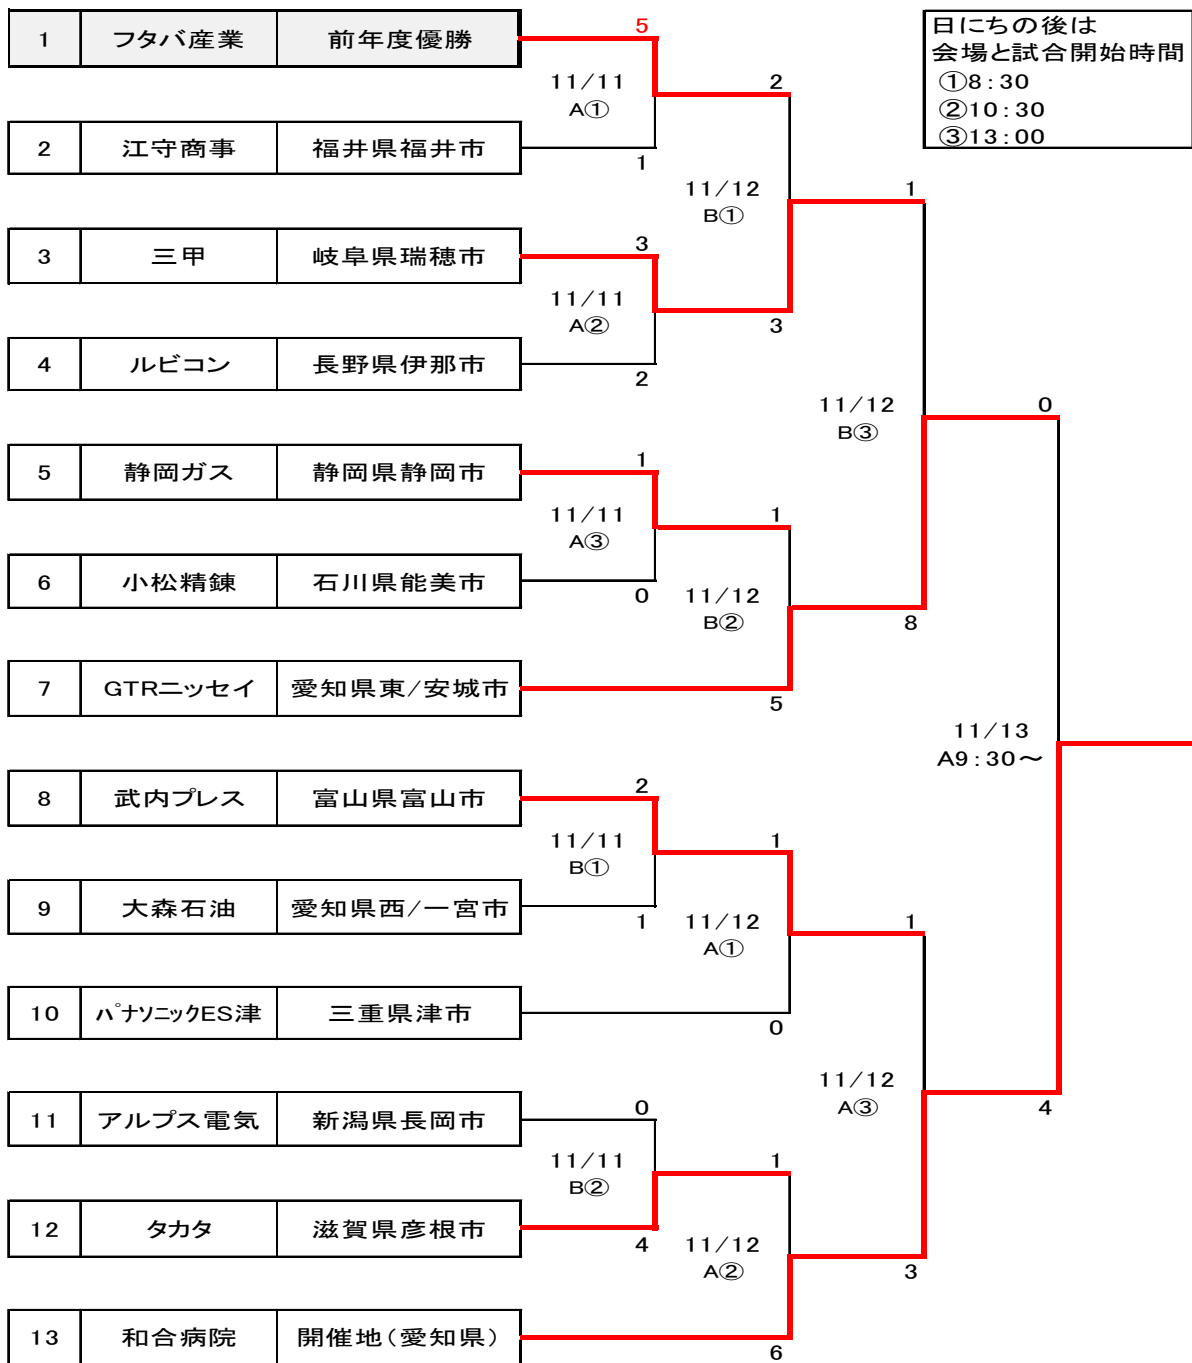 日にちの後は
会場と試合開始時間
①8:30
②10:30
③13:00
1 フタバ産業 前年度優勝
5
11/11
A①
2
2 江守商事 福井県福井市
1
11/12
B①
1
3 三甲 岐阜県瑞穂市
3
11/11
A②
3
4 ルビコン 長野県伊那市
2
11/12
B③
0
5 静岡ガス 静岡県静岡市
1
11/11
A③
1
6 小松精錬 石川県能美市
0
11/12
B②
8
7 GTRニッセイ 愛知県東/安城市
5
11/13
A9:30～
8 武内プレス 富山県富山市
2
11/11
B①
1
9 大森石油 愛知県西/一宮市
1
11/12
A①
1
10 パナソニックES津 三重県津市
0
11/12
A③
4
11 アルプス電気 新潟県長岡市
0
11/11
B②
1
12 タカタ 滋賀県彦根市
4
11/12
A②
3
13 和合病院 開催地(愛知県)
6